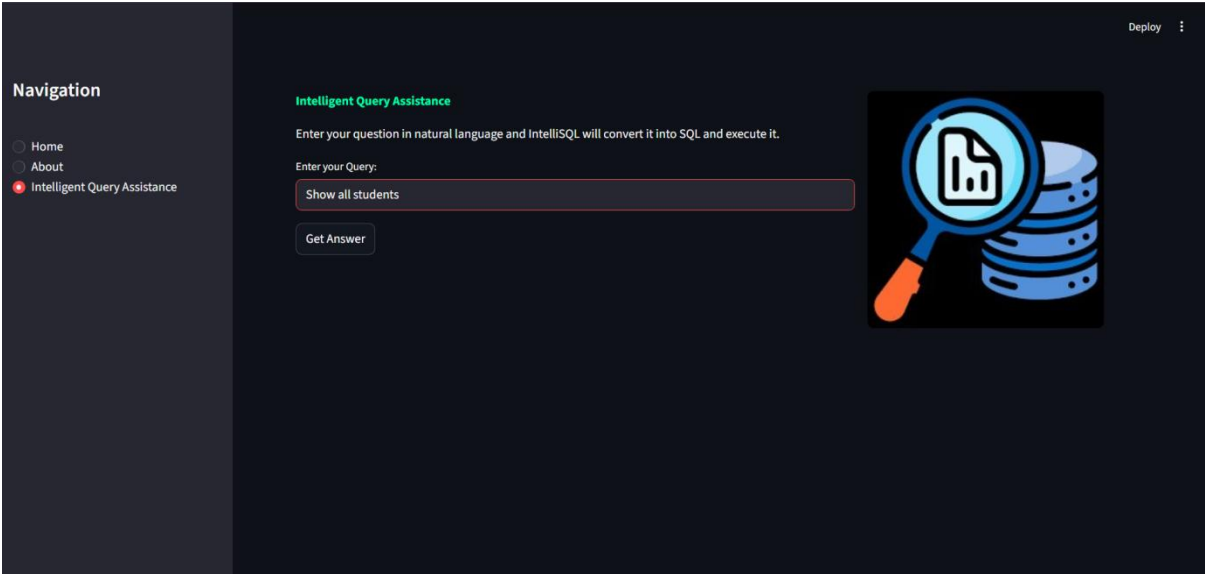 Deploy
Navigation
Home
About
Intelligent Query Assistance
Intelligent Query Assistance
Enter your question in natural language and IntelliSQL will convert it into SQL and execute it.
Enter your Query:
Show all students
Get Answer